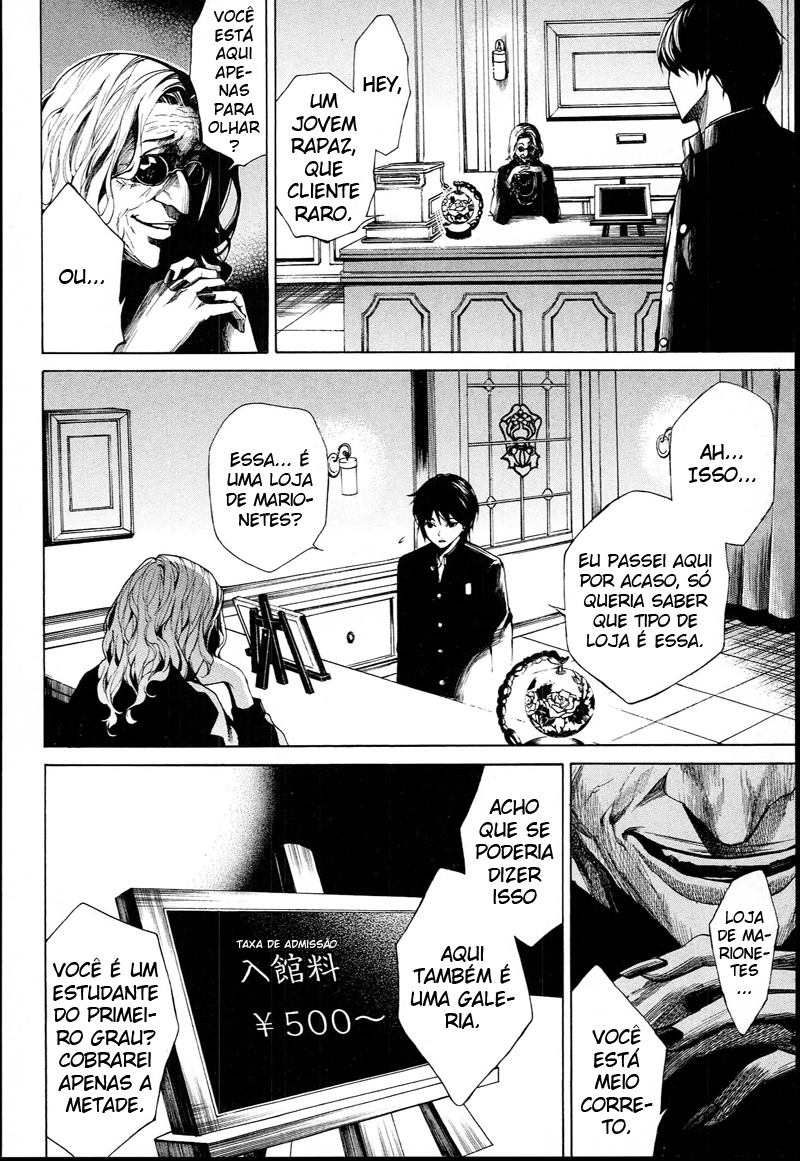 HEY,
UM
JOVEM
RAPAZ,
QUE
CLIENTE
RARO.
VOCÊ
ESTÁ
AQUI
APE-
NAS
PARA
OLHAR
?
OU...
AH...
ISSO...
EU PASSEI AQUI
POR ACASO, SÓ
QUERIA SABER
QUE TIPO DE
LOJA É ESSA.
ESSA... É
UMA LOJA
DE MARIO-
NETES?
LOJA
DE MA-
RIONE-
TES
...
VOCÊ
ESTÁ
MEIO
CORRE-
TO.
ACHO
QUE SE
PODERIA
DIZER
ISSO
AQUI
TAMBÉM É
UMA GALE-
RIA.
TAXA DE ADMISSÃO
入館料
¥500~
VOCÊ É UM
ESTUDANTE
DO PRIMEI-
RO GRAU?
COBRAREI
APENAS A
METADE.